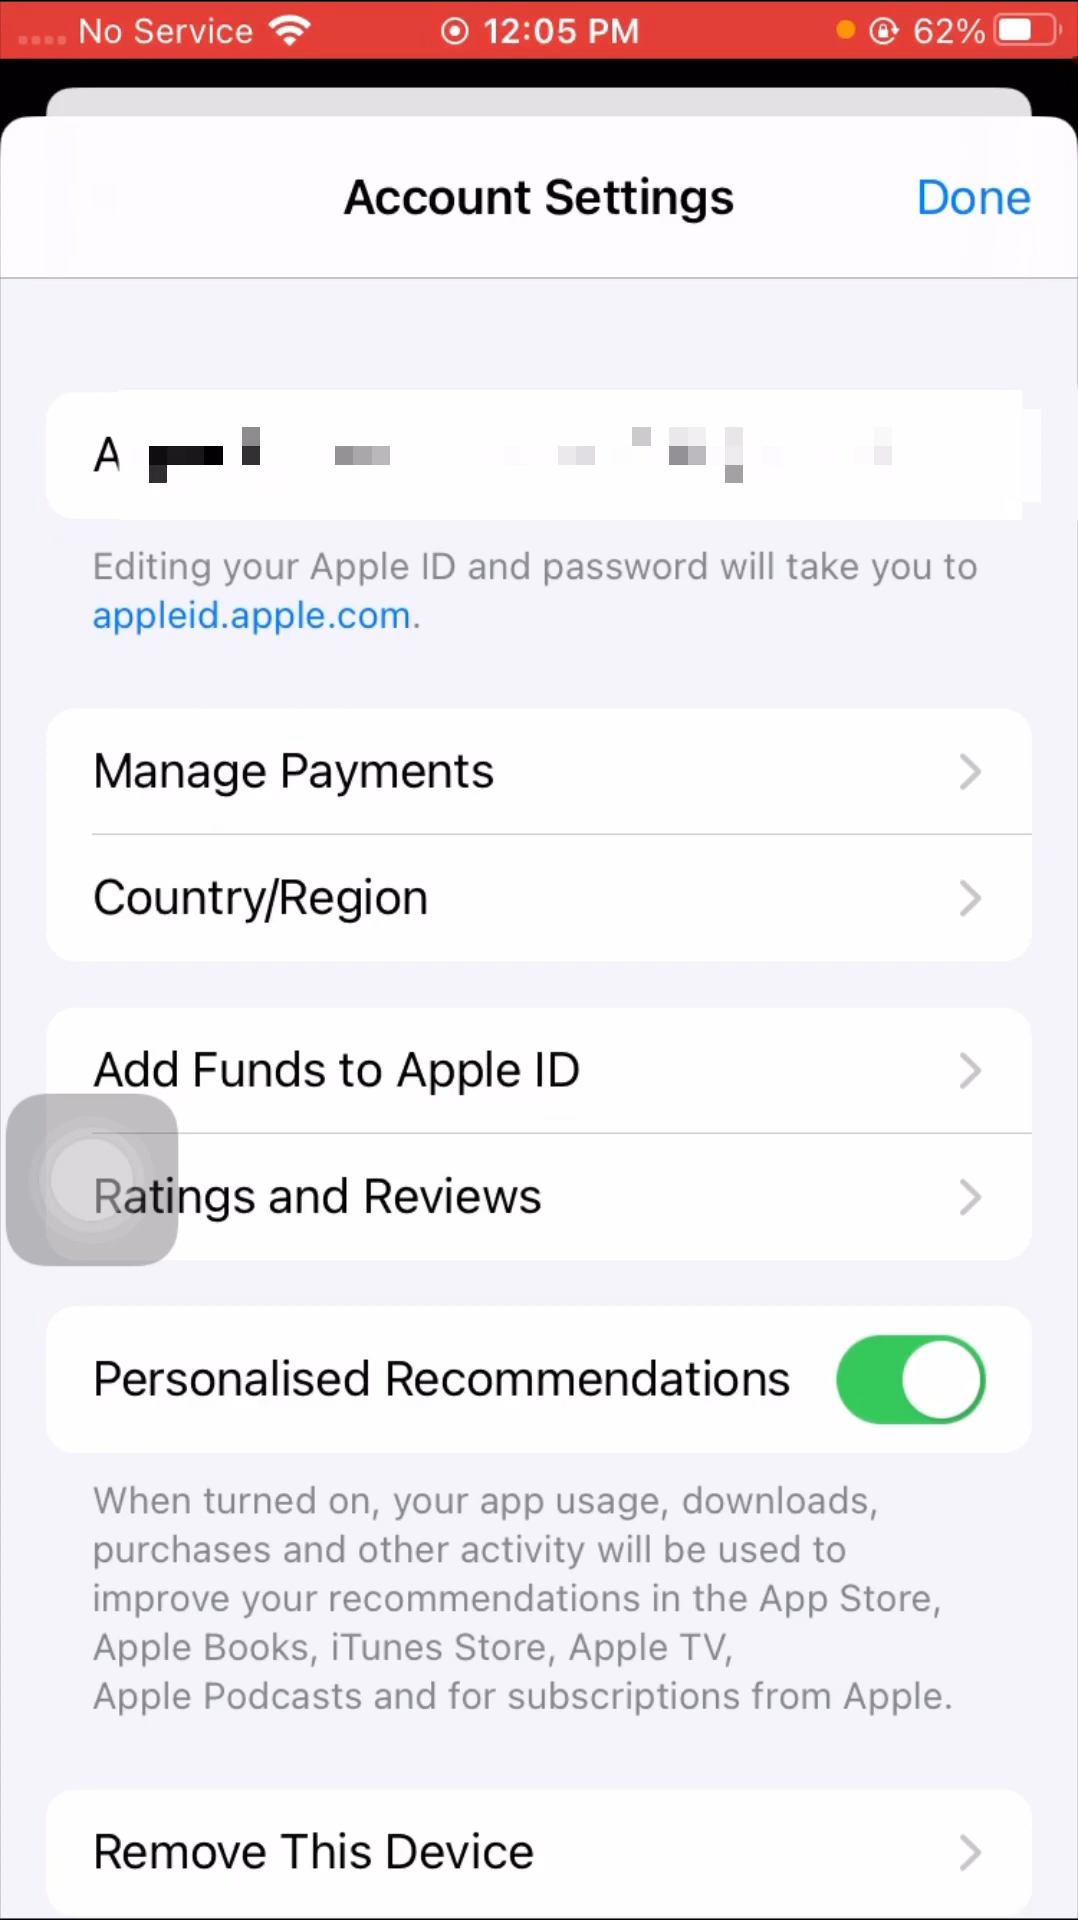 No Service 12:05 PM 62%
Account Settings Done
Editing your Apple ID and password will take you to
appleid.apple.com.
Manage Payments
Country/Region
Add Funds to Apple ID
Ratings and Reviews
Personalised Recommendations
When turned on, your app usage, downloads,
purchases and other activity will be used to
improve your recommendations in the App Store,
Apple Books, iTunes Store, Apple TV,
Apple Podcasts and for subscriptions from Apple.
Remove This Device